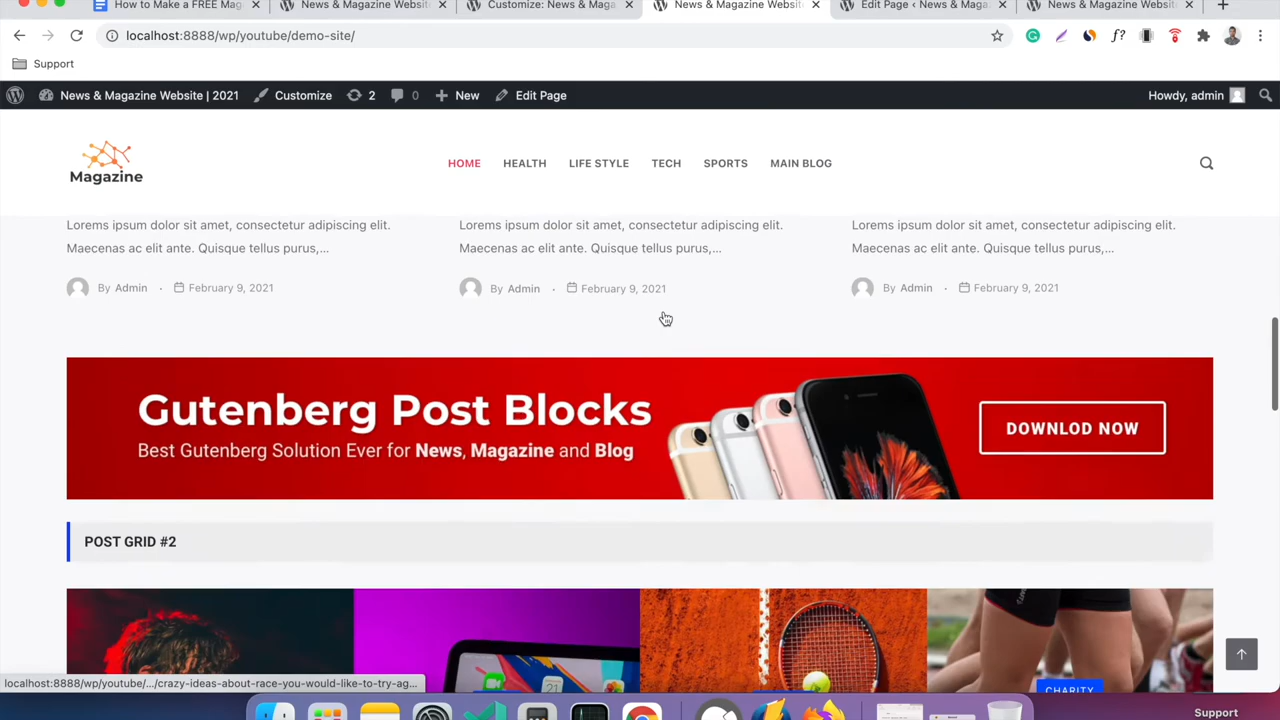 How to Make a FREE Mag
News & Magazine Websit
Customize: News & Maga
News & Magazine Websit
Edit Page ‹ News & Maga
News & Magazine Websit
localhost:8888/wp/youtube/demo-site/
f?
Support
News & Magazine Website | 2021
Customize
2
0
New
Edit Page
Howdy, admin
Magazine
HOME
HEALTH
LIFE STYLE
TECH
SPORTS
MAIN BLOG
Lorems ipsum dolor sit amet, consectetur adipiscing elit.
Maecenas ac elit ante. Quisque tellus purus,...
By Admin · February 9, 2021
Lorems ipsum dolor sit amet, consectetur adipiscing elit.
Maecenas ac elit ante. Quisque tellus purus,...
By Admin · February 9, 2021
Lorems ipsum dolor sit amet, consectetur adipiscing elit.
Maecenas ac elit ante. Quisque tellus purus,...
By Admin · February 9, 2021
Gutenberg Post Blocks
Best Gutenberg Solution Ever for News, Magazine and Blog
DOWNLOD NOW
POST GRID #2
21
CHARITY
localhost:8888/wp/youtube/.../crazy-ideas-about-race-you-would-like-to-try-ag...
Support